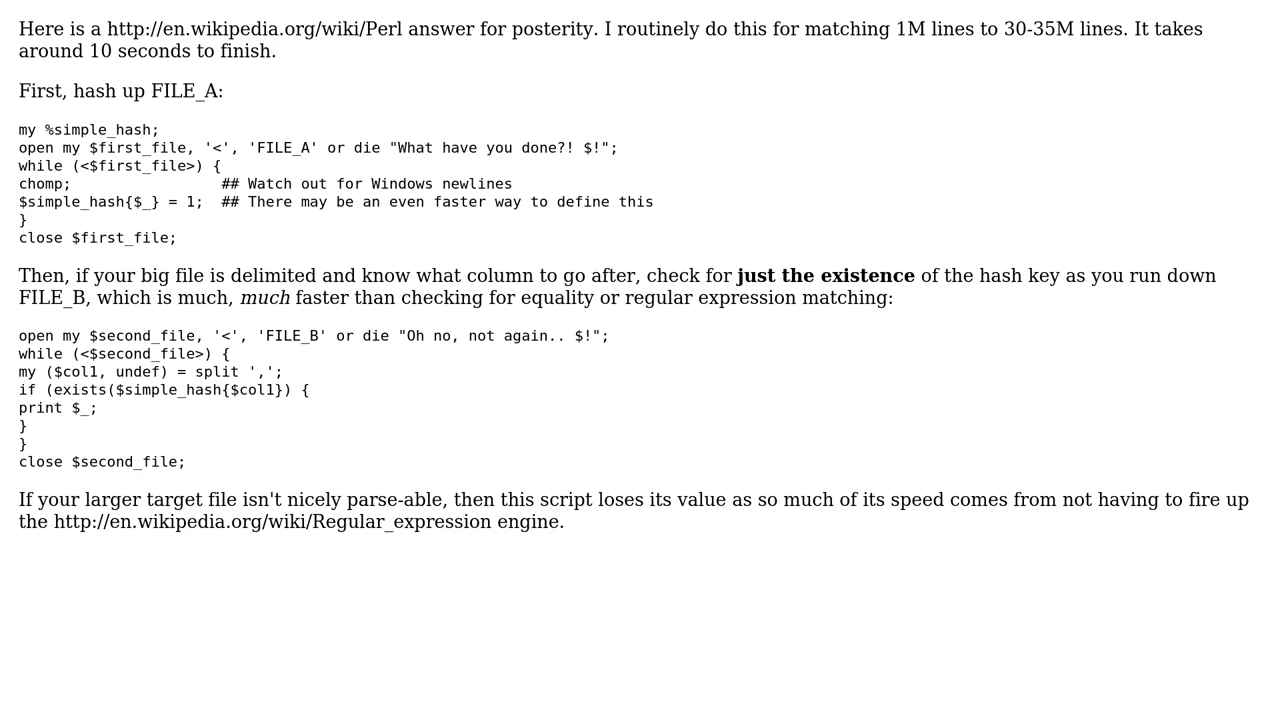 Here is a http://en.wikipedia.org/wiki/Perl answer for posterity. I routinely do this for matching 1M lines to 30-35M lines. It takes
around 10 seconds to finish.
First, hash up FILE_A:
my %simple_hash;
open my $first_file, '<', 'FILE_A' or die "What have you done?! $!";
while (<$first_file>) {
chomp;                 ## Watch out for Windows newlines
$simple_hash{$_} = 1;  ## There may be an even faster way to define this
}
close $first_file;
Then, if your big file is delimited and know what column to go after, check for just the existence of the hash key as you run down
FILE_B, which is much, much faster than checking for equality or regular expression matching:
open my $second_file, '<', 'FILE_B' or die "Oh no, not again.. $!";
while (<$second_file>) {
my ($col1, undef) = split ',';
if (exists($simple_hash{$col1}) {
print $_;
}
}
close $second_file;
If your larger target file isn't nicely parse-able, then this script loses its value as so much of its speed comes from not having to fire up
the http://en.wikipedia.org/wiki/Regular_expression engine.